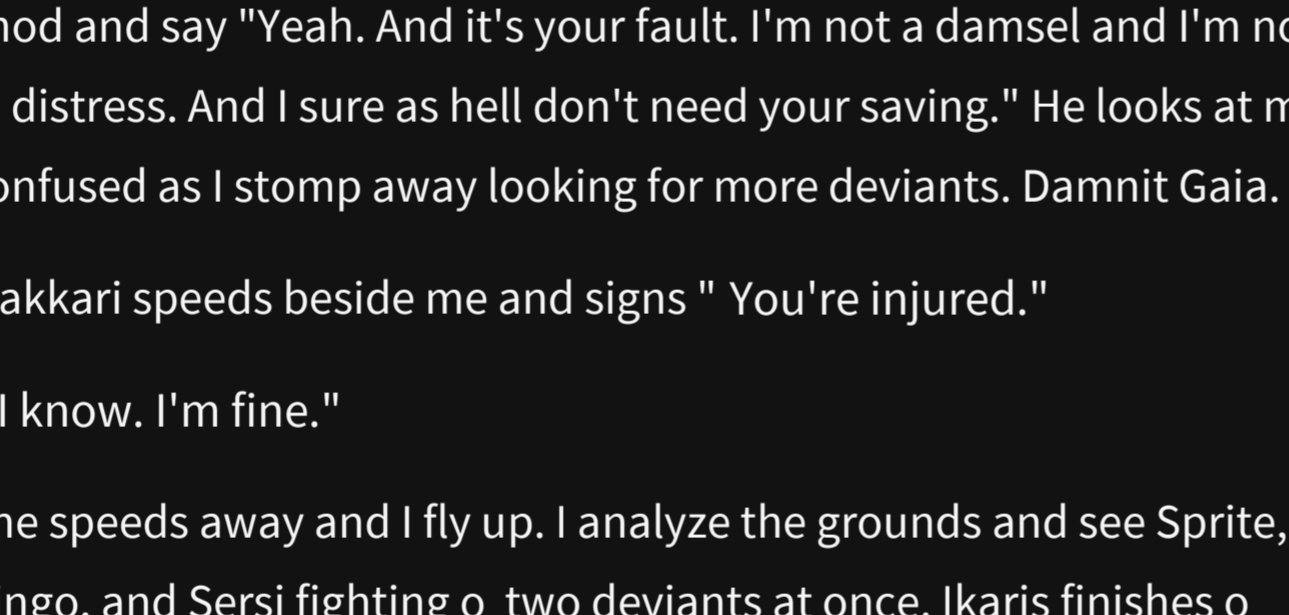 nod and say "Yeah. And it's your fault. I'm not a damsel and I'm no
distress. And I sure as hell don't need your saving." He looks at m
onfused as I stomp away looking for more deviants. Damnit Gaia.
akkari speeds beside me and signs " You're injured."
I know. I'm fine."
he speeds away and I fly up. I analyze the grounds and see Sprite,
ingo, and Sersi fighting o  two deviants at once. Ikaris finishes o